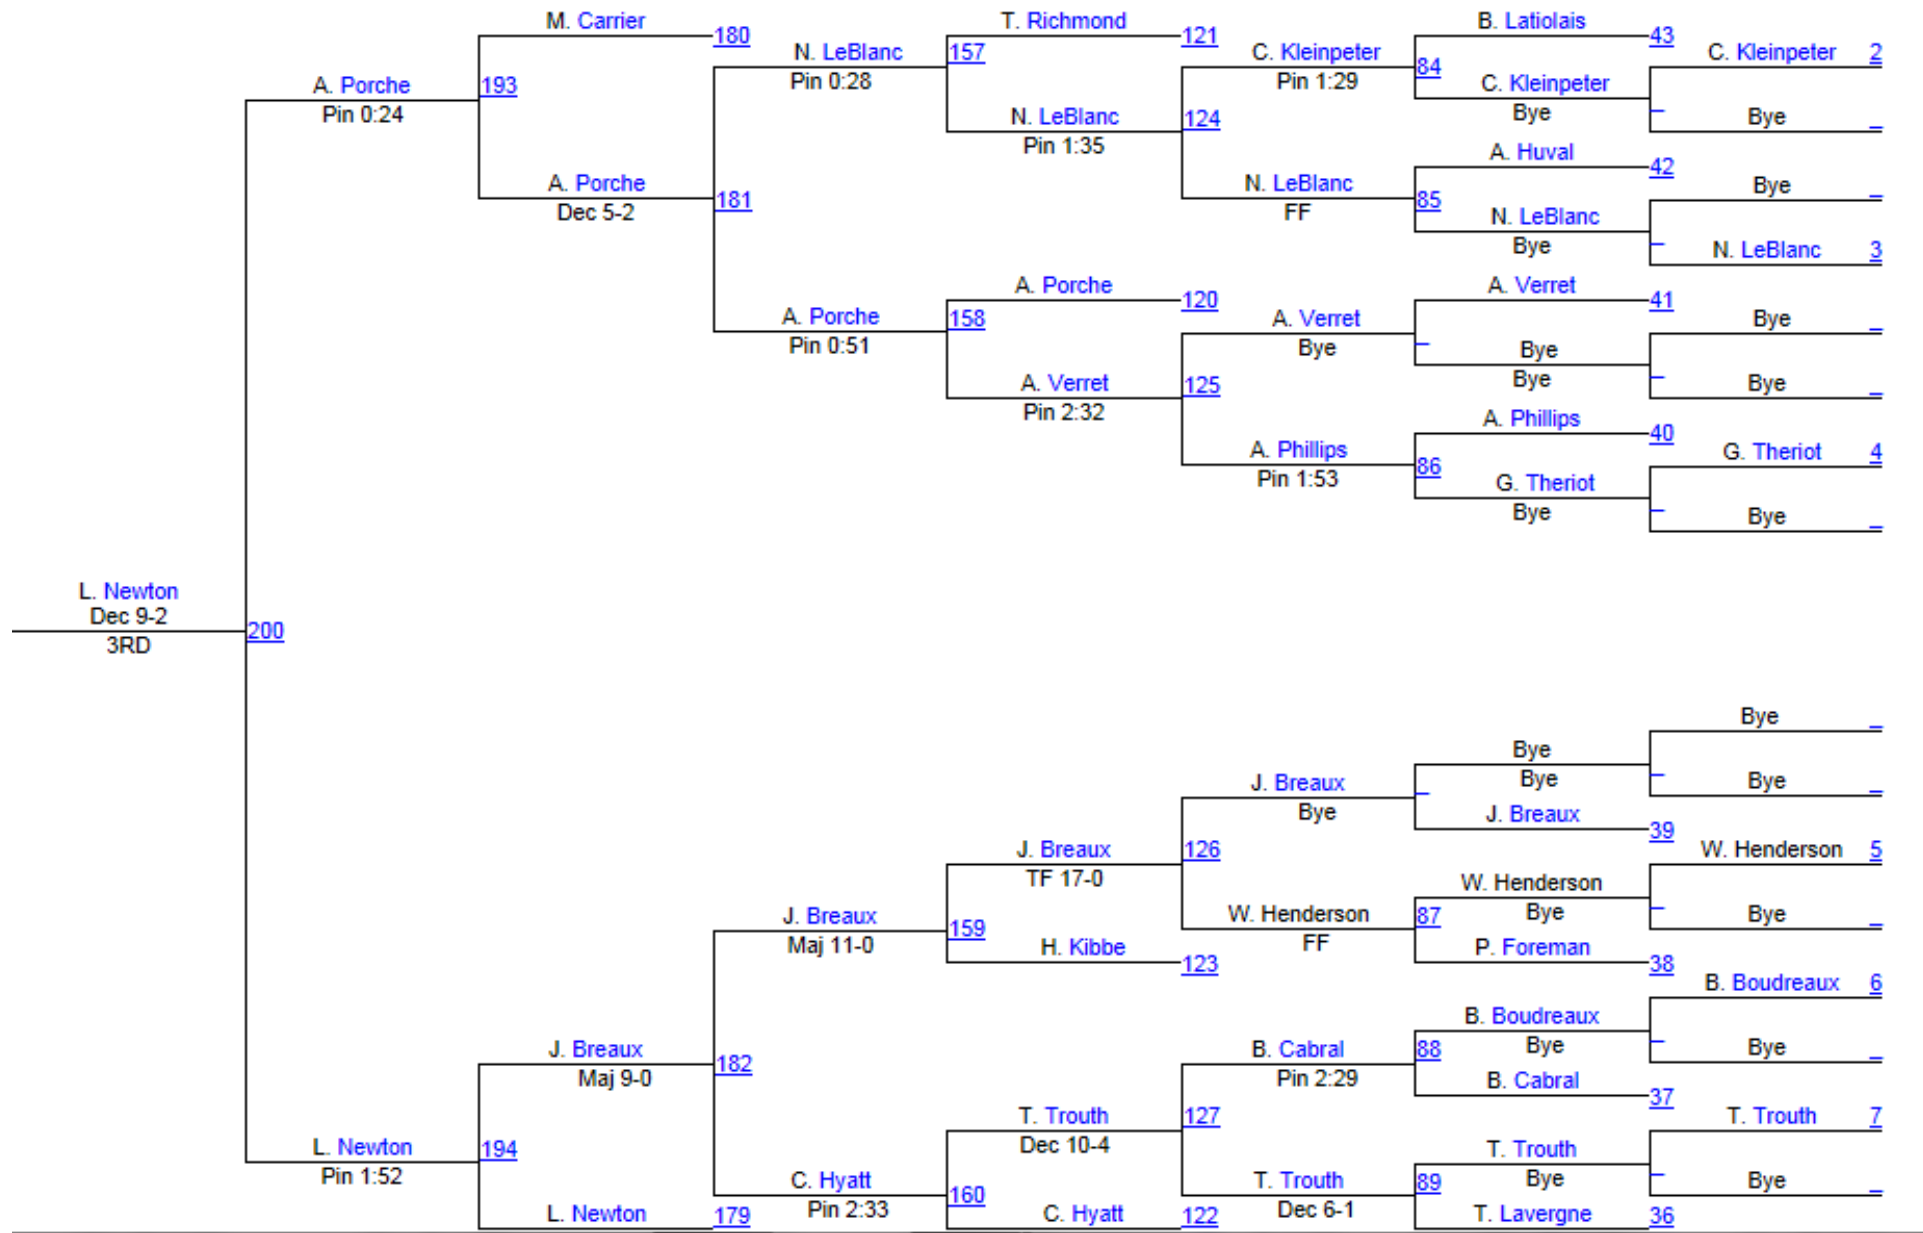 M. Carrier 180
T. Richmond 121
B. Latiolais 43
N. LeBlanc 157
Pin 0:28
C. Kleinpeter 84
Pin 1:29
C. Kleinpeter 2
A. Porche 193
Pin 0:24
C. Kleinpeter
Bye
N. LeBlanc 124
Pin 1:35
Bye
A. Huval 42
A. Porche 181
Dec 5-2
N. LeBlanc 85
FF
Bye
N. LeBlanc
Bye
N. LeBlanc 3
A. Porche 120
A. Verret 41
A. Porche 158
Pin 0:51
A. Verret
Bye
Bye
Bye
Bye
A. Verret 125
Pin 2:32
Bye
A. Phillips 40
A. Phillips 86
Pin 1:53
G. Theriot 4
G. Theriot
Bye
Bye
L. Newton
Dec 9-2
3RD
200
Bye
Bye
Bye
Bye
J. Breaux
Bye
J. Breaux 39
J. Breaux 126
TF 17-0
W. Henderson 5
W. Henderson
Bye
J. Breaux 159
Maj 11-0
W. Henderson 87
FF
Bye
H. Kibbe 123
P. Foreman 38
B. Boudreaux 6
B. Boudreaux
Bye
J. Breaux 182
Maj 9-0
B. Cabral 88
Pin 2:29
Bye
B. Cabral 37
T. Trouth 127
Dec 10-4
T. Trouth 7
L. Newton 194
Pin 1:52
T. Trouth
Bye
C. Hyatt 160
Pin 2:33
T. Trouth 89
Dec 6-1
Bye
L. Newton 179
C. Hyatt 122
T. Lavergne 36